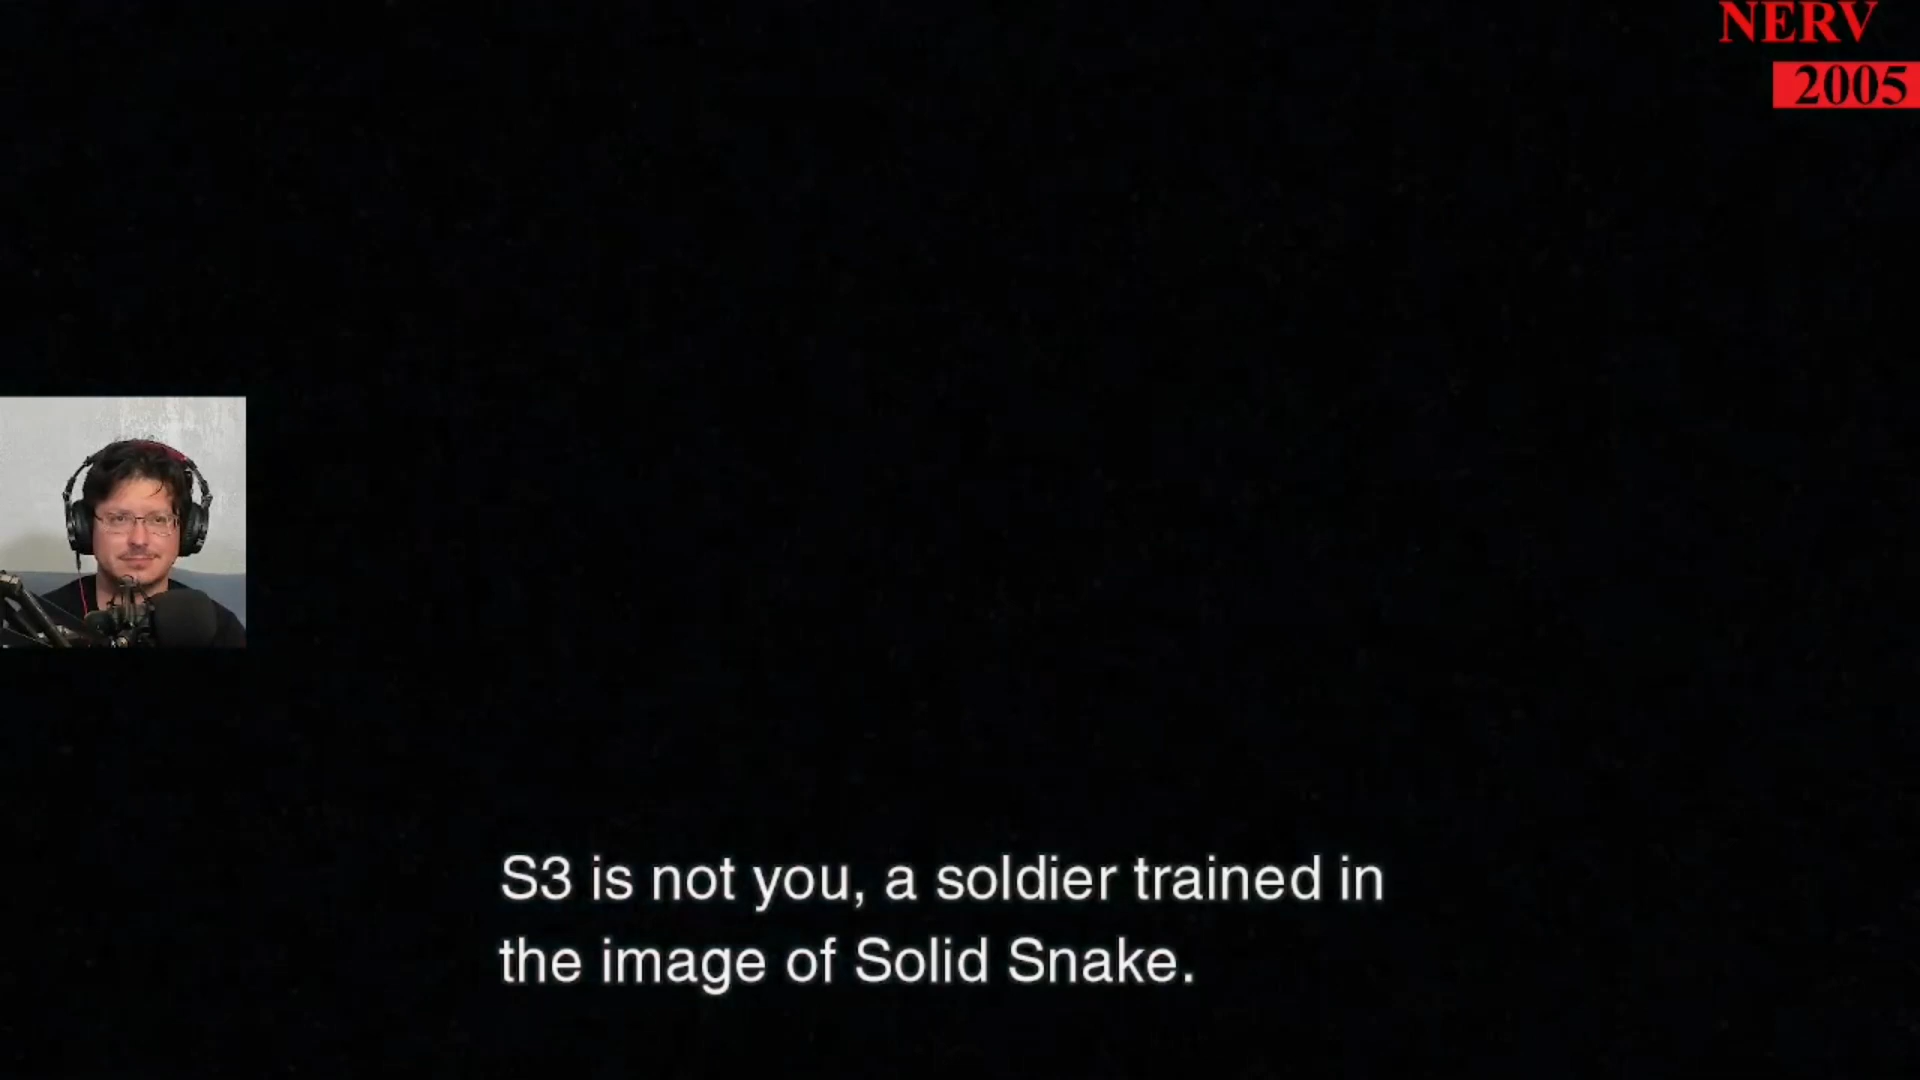 NERV
2005
S3 is not you, a soldier trained in
the image of Solid Snake.